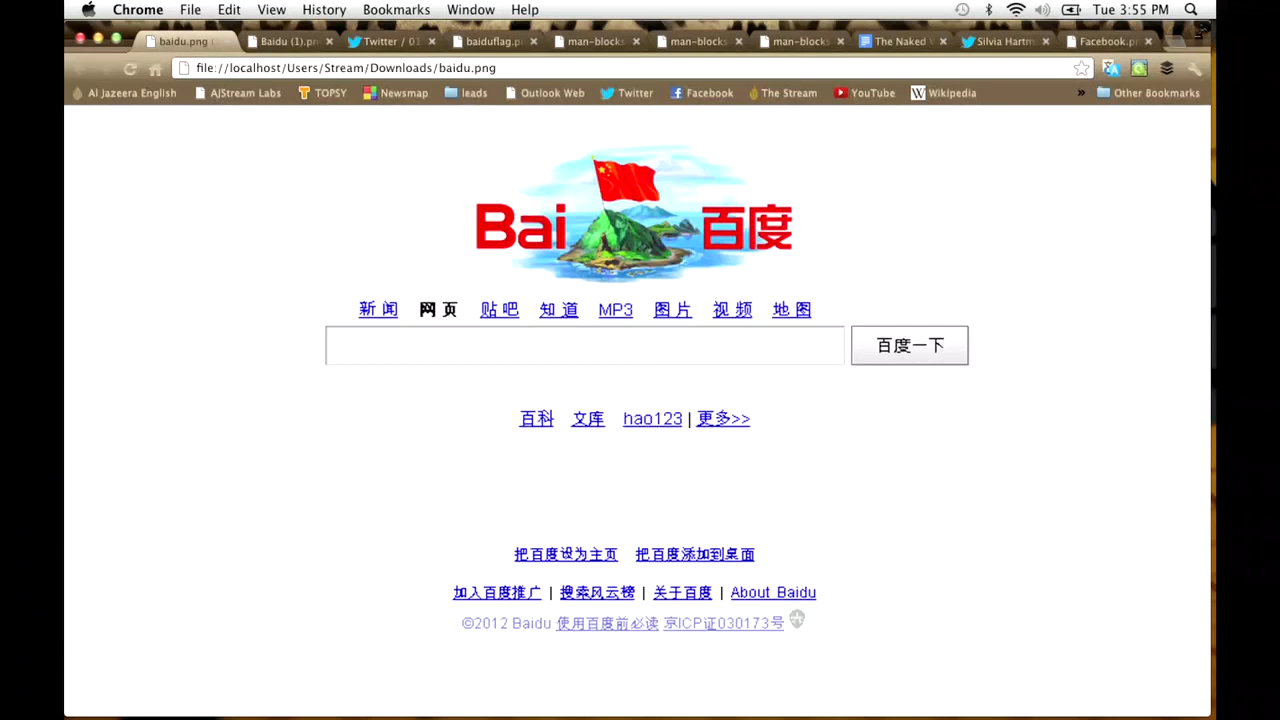 Chrome File Edit View History Bookmarks Window Help Tue 3:55 PM
baidu.png Baidu (1).pn Twitter / 01 baiduflag.p man-blocks man-blocks man-blocks The Naked Silvia Hartm Facebook.p
file://localhost/Users/Stream/Downloads/baidu.png
Al Jazeera English AJStream Labs TOPSY Newsmap leads Outlook Web Twitter Facebook The Stream YouTube Wikipedia » Other Bookmarks
Bai 百度
新闻 网页 贴吧 知道 MP3 图片 视频 地图
百度一下
百科 文库 hao123 | 更多>>
把百度设为主页 把百度添加到桌面
加入百度推广 | 搜索风云榜 | 关于百度 | About Baidu
©2012 Baidu 使用百度前必读 京ICP证030173号